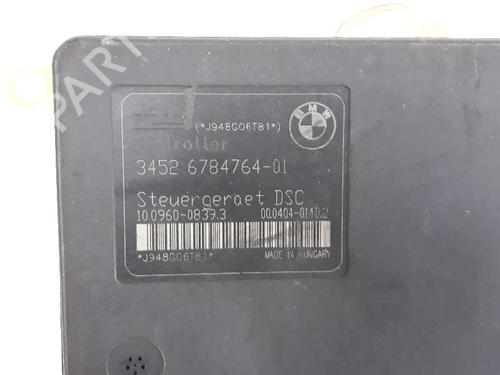 (*J948G06T81*)
BMW
Controller
3452 6784764-01
Steuergeraet DSC
10.0960-0839.3 00.0404-014D.2
*J948G06T81*
MADE IN HUNGARY